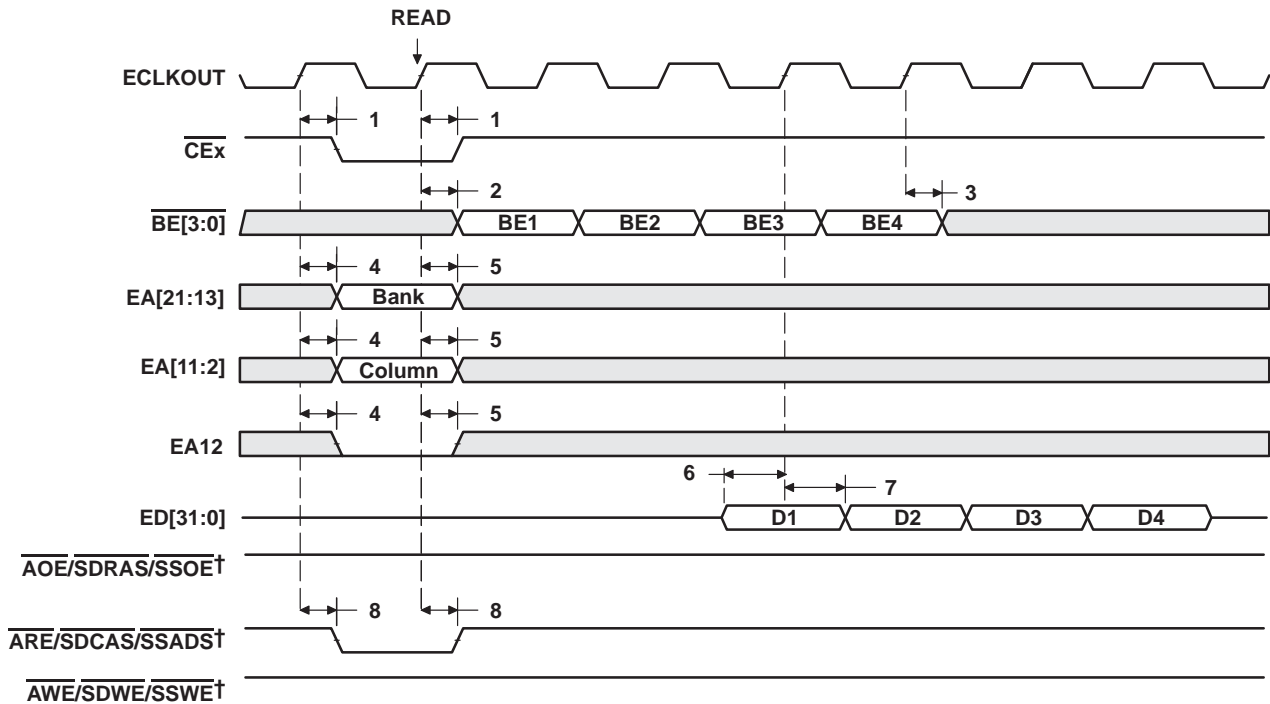 READ
ECLKOUT
1 1
CEx
2 3
BE[3:0] BE1 BE2 BE3 BE4
4 5
EA[21:13] Bank
4 5
EA[11:2] Column
4 5
EA12
6 7
ED[31:0] D1 D2 D3 D4
AOE/SDRAS/SSOE†
8 8
ARE/SDCAS/SSADS†
AWE/SDWE/SSWE†